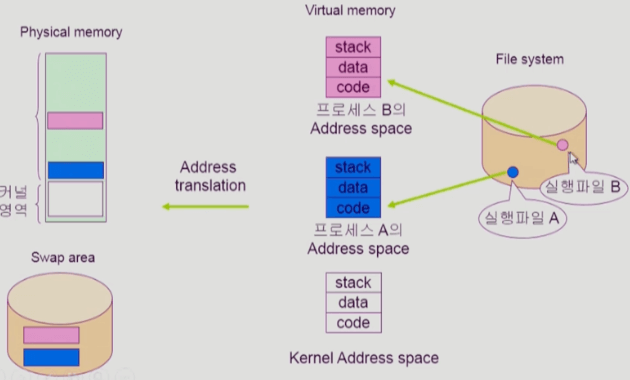 Physical memory
커널
영역
Swap area
Address
translation
Virtual memory
stack
data
code
프로세스 B의
Address space
stack
data
code
프로세스 A의
Address space
stack
data
code
Kernel Address space
File system
실행파일 B
실행파일 A